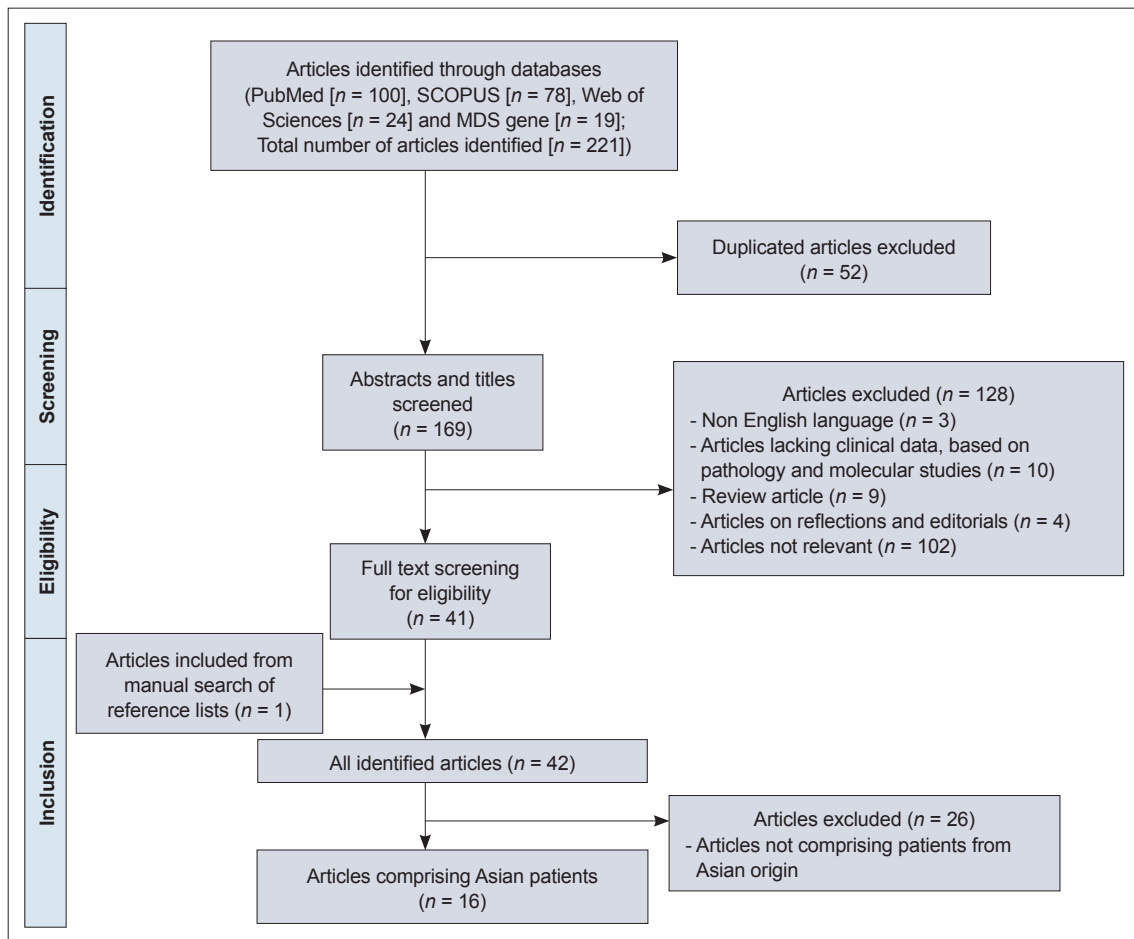 Identification
Articles identified through databases
(PubMed [n = 100], SCOPUS [n = 78], Web of
Sciences [n = 24] and MDS gene [n = 19];
Total number of articles identified [n = 221])
Duplicated articles excluded
(n = 52)
Screening
Abstracts and titles
screened
(n = 169)
Articles excluded (n = 128)
- Non English language (n = 3)
- Articles lacking clinical data, based on
pathology and molecular studies (n = 10)
- Review article (n = 9)
- Articles on reflections and editorials (n = 4)
- Articles not relevant (n = 102)
Eligibility
Full text screening
for eligibility
(n = 41)
Inclusion
Articles included from
manual search of
reference lists (n = 1)
All identified articles (n = 42)
Articles excluded (n = 26)
- Articles not comprising patients from
Asian origin
Articles comprising Asian patients
(n = 16)